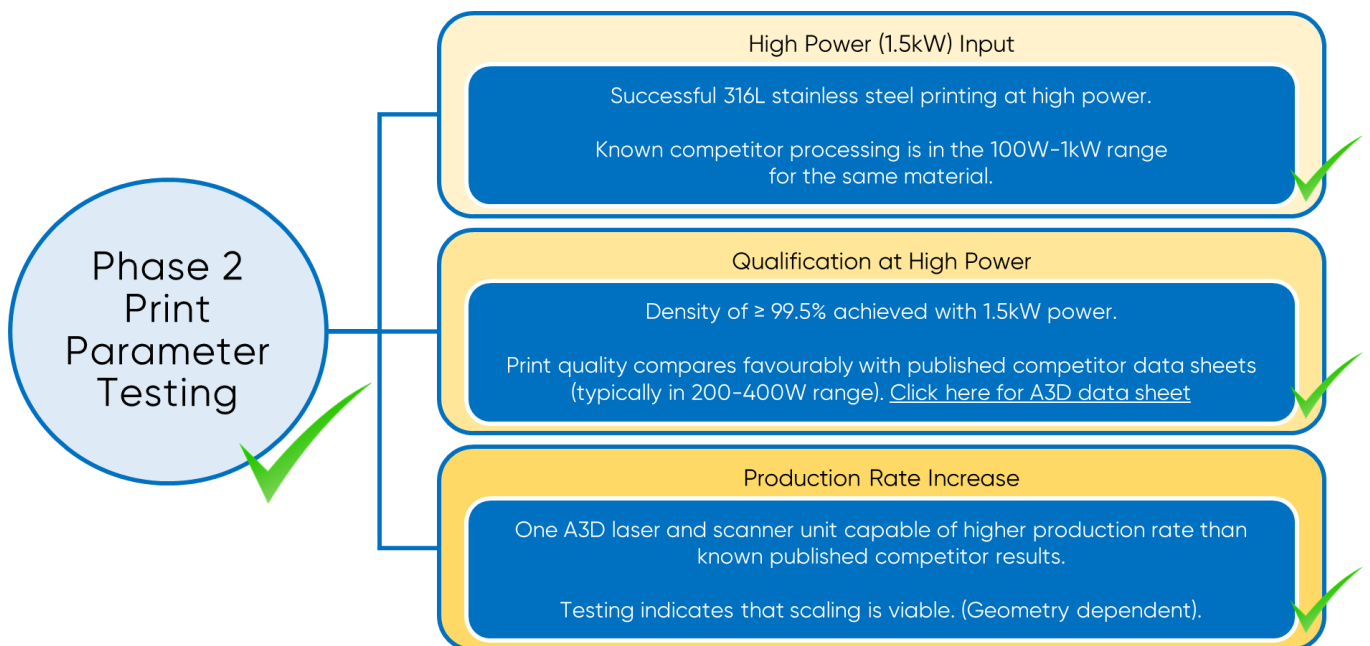 Phase 2
Print
Parameter
Testing
High Power (1.5kW) Input
Successful 316L stainless steel printing at high power.
Known competitor processing is in the 100W-1kW range
for the same material.
Qualification at High Power
Density of ≥ 99.5% achieved with 1.5kW power.
Print quality compares favourably with published competitor data sheets
(typically in 200-400W range). Click here for A3D data sheet
Production Rate Increase
One A3D laser and scanner unit capable of higher production rate than
known published competitor results.
Testing indicates that scaling is viable. (Geometry dependent).